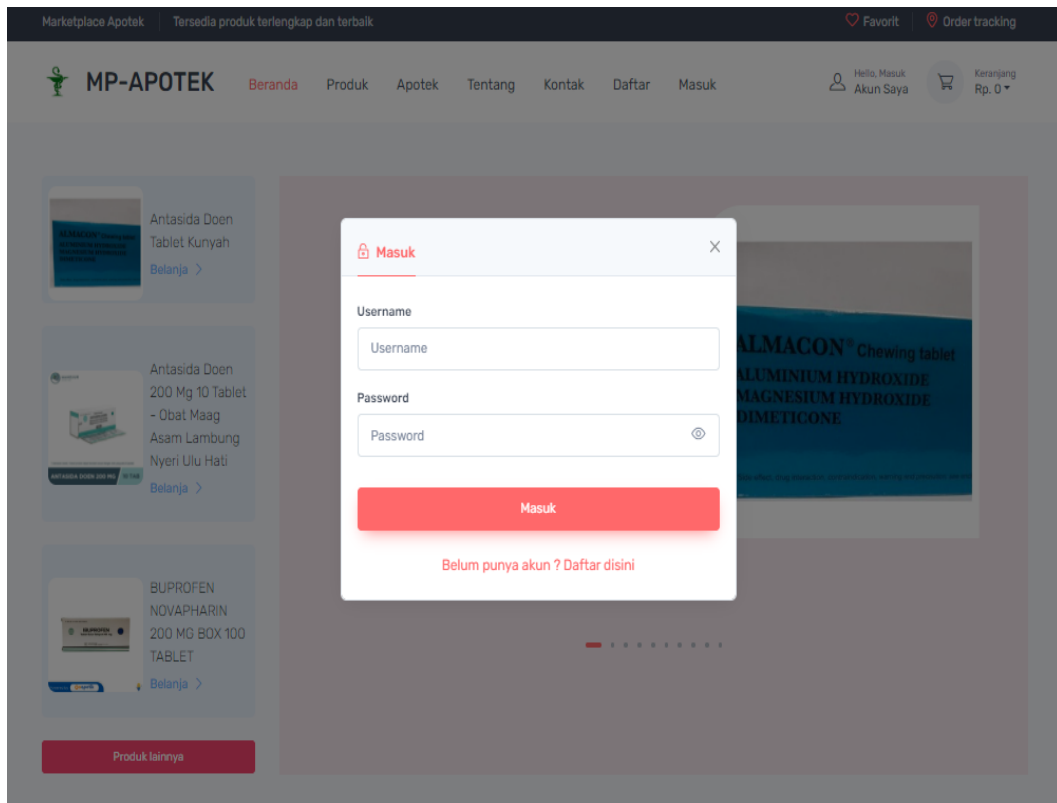 Marketplace Apotek
Tersedia produk terlengkap dan terbaik
Favorit
Order tracking
MP-APOTEK
Beranda
Produk
Apotek
Tentang
Kontak
Daftar
Masuk
Hello, Masuk
Akun Saya
Keranjang
Rp. 0
Antasida Doen
Tablet Kunyah
Belanja
Antasida Doen
200 Mg 10 Tablet
- Obat Maag
Asam Lambung
Nyeri Ulu Hati
Belanja
BUPROFEN
NOVAPHARIN
200 MG BOX 100
TABLET
Belanja
Produk lainnya
Masuk
Username
Username
Password
Password
Masuk
Belum punya akun ? Daftar disini
ALMACON® Chewing tablet
ALUMINIUM HYDROXIDE
MAGNESIUM HYDROXIDE
DIMETICONE